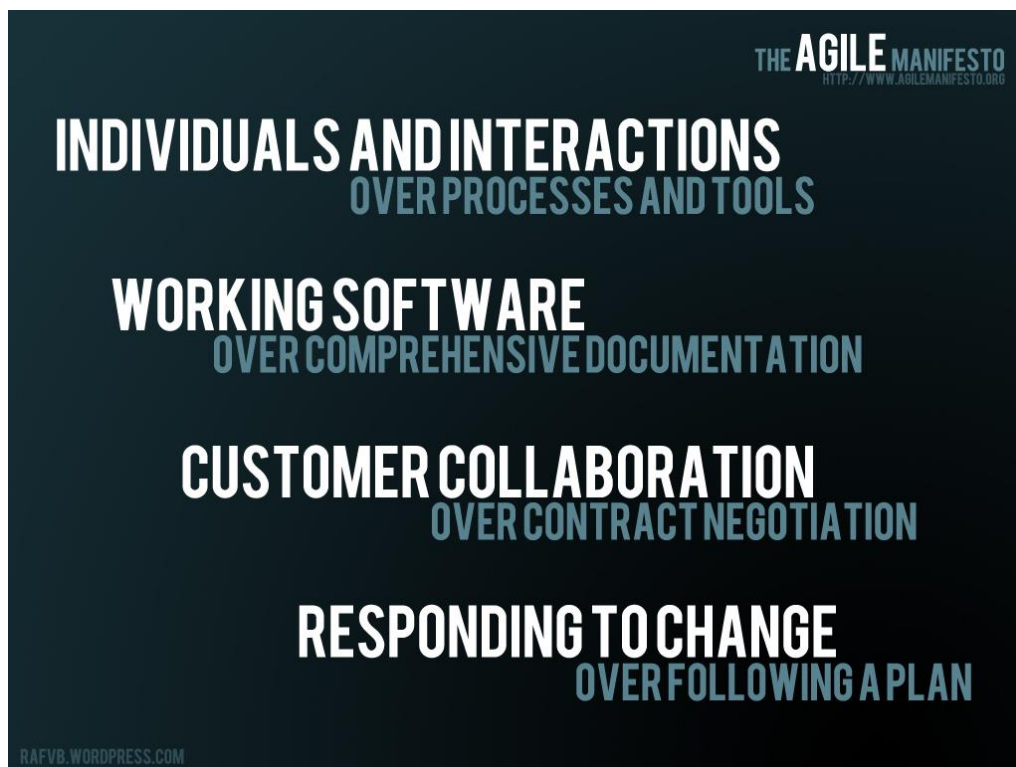 THE AGILE MANIFESTO
HTTP://WWW.AGILEMANIFESTO.ORG
INDIVIDUALS AND INTERACTIONS
OVER PROCESSES AND TOOLS
WORKING SOFTWARE
OVER COMPREHENSIVE DOCUMENTATION
CUSTOMER COLLABORATION
OVER CONTRACT NEGOTIATION
RESPONDING TO CHANGE
OVER FOLLOWING A PLAN
RAFVB.WORDPRESS.COM